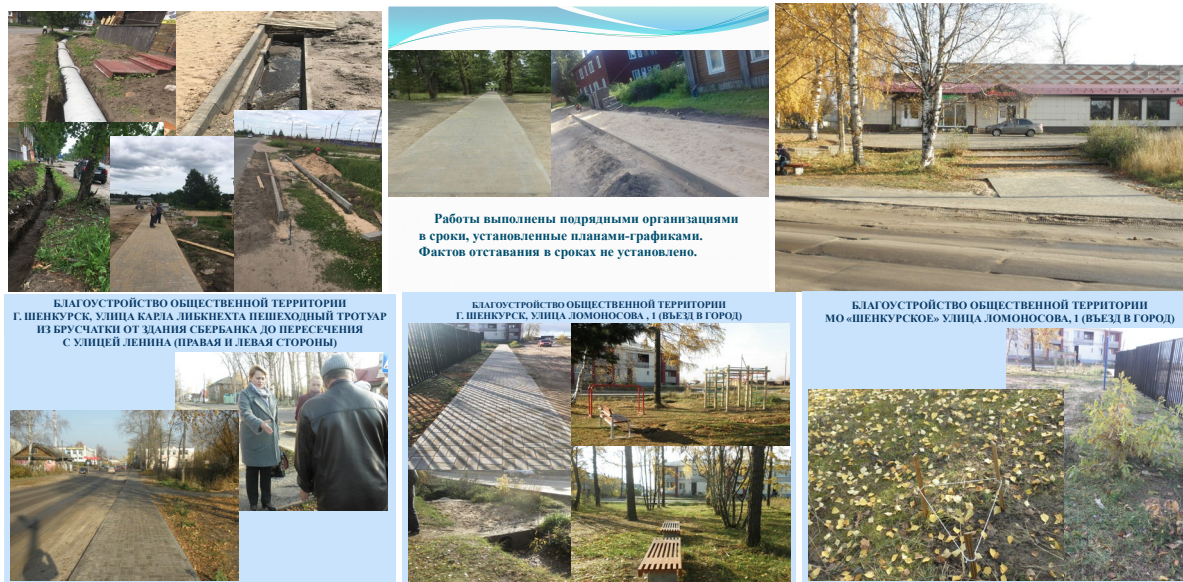 Работы выполнены подрядными организациями
в сроки, установленные планами-графиками.
Фактов отставания в сроках не установлено.
БЛАГОУСТРОЙСТВО ОБЩЕСТВЕННОЙ ТЕРРИТОРИИ
Г. ШЕНКУРСК, УЛИЦА КАРЛА ЛИБКНЕХТА ПЕШЕХОДНЫЙ ТРОТУАР
ИЗ БРУСЧАТКИ ОТ ЗДАНИЯ СБЕРБАНКА ДО ПЕРЕСЕЧЕНИЯ
С УЛИЦЕЙ ЛЕНИНА (ПРАВАЯ И ЛЕВАЯ СТОРОНЫ)
БЛАГОУСТРОЙСТВО ОБЩЕСТВЕННОЙ ТЕРРИТОРИИ
Г. ШЕНКУРСК, УЛИЦА ЛОМОНОСОВА , 1 (ВЪЕЗД В ГОРОД)
БЛАГОУСТРОЙСТВО ОБЩЕСТВЕННОЙ ТЕРРИТОРИИ
МО «ШЕНКУРСКОЕ» УЛИЦА ЛОМОНОСОВА, 1 (ВЪЕЗД В ГОРОД)